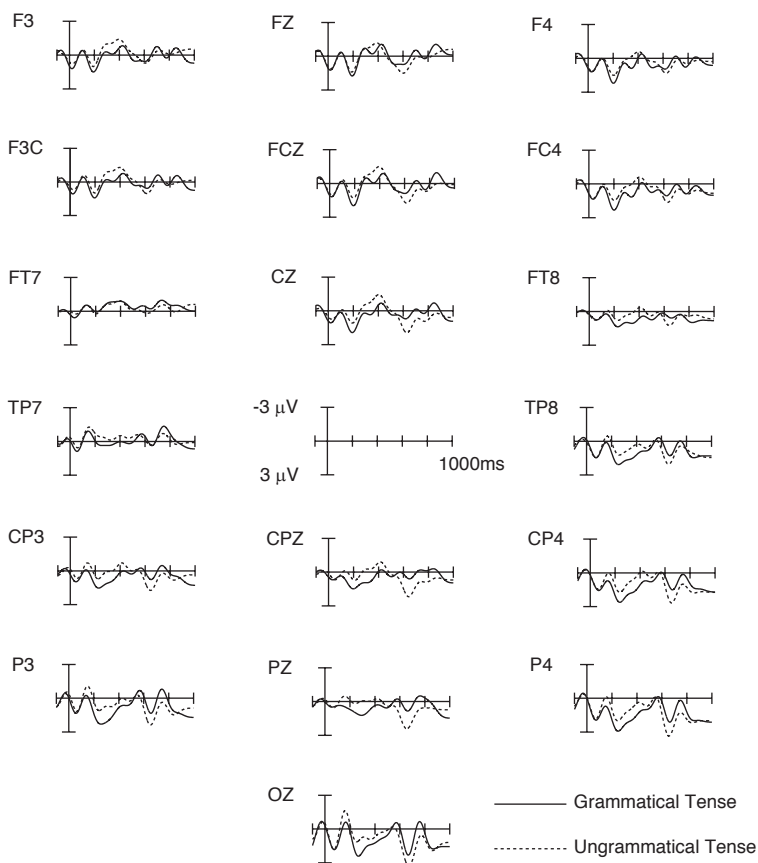 F3 FZ F4
F3C FCZ FC4
FT7 CZ FT8
TP7 -3 μV TP8
1000ms
3 μV
CP3 CPZ CP4
P3 PZ P4
OZ
Grammatical Tense
Ungrammatical Tense